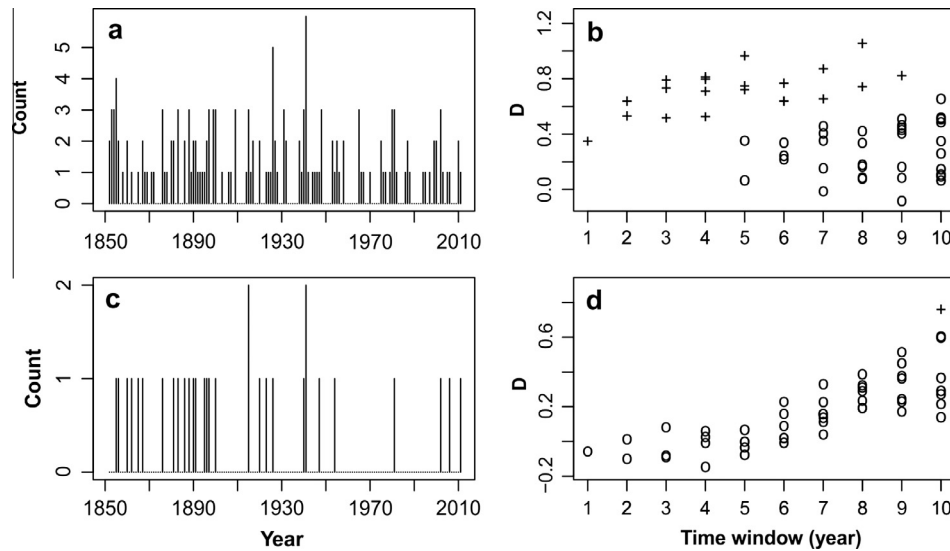 a
Count
5
4
3
2
1
0
1850 1890 1930 1970 2010
b
D
1.2
0.8
0.4
0.0
1 2 3 4 5 6 7 8 9 10
c
Count
2
1
0
1850 1890 1930 1970 2010
Year
d
D
0.6
0.2
−0.2
1 2 3 4 5 6 7 8 9 10
Time window (year)